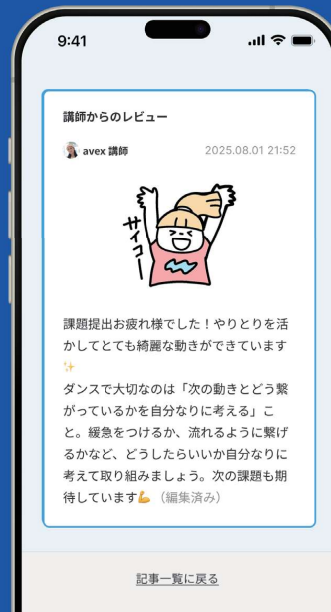 9:41
講師からのレビュー
avex 講師
2025.08.01 21:52
サイコー
課題提出お疲れ様でした！やりとりを活
かしてとても綺麗な動きができています
✨
ダンスで大切なのは「次の動きとどう繋
がっているかを自分なりに考える」こ
と。緩急をつけるか、流れるように繋げ
るかなど、どうしたらいいか自分なりに
考えて取り組みましょう。次の課題も期
待しています💪（編集済み）
記事一覧に戻る